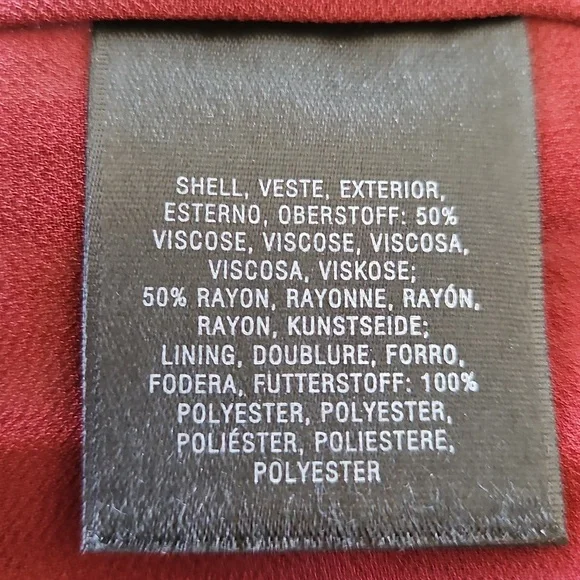 SHELL, VESTE, EXTERIOR,
ESTERNO, OBERSTOFF: 50%
VISCOSE, VISCOSE, VISCOSA,
VISCOSA, VISKOSE;
50% RAYON, RAYONNE, RAYÓN,
RAYON, KUNSTSEIDE;
LINING, DOUBLURE, FORRO,
FODERA, FUTTERSTOFF: 100%
POLYESTER, POLYESTER,
POLIÉSTER, POLIESTERE,
POLYESTER